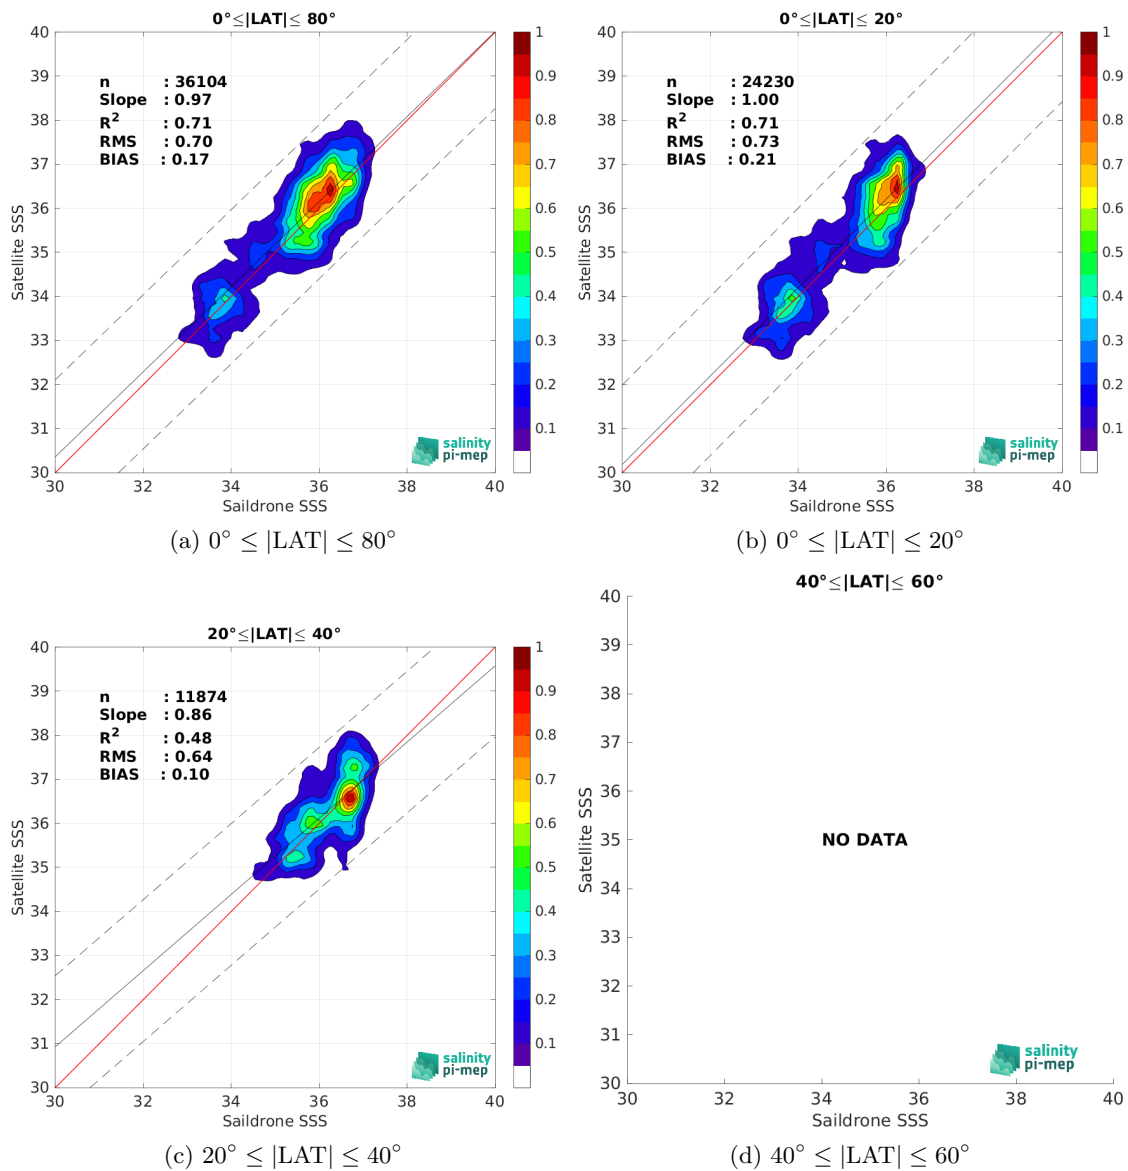 0°≤|LAT|≤ 80°
n : 36104
Slope : 0.97
R² : 0.71
RMS : 0.70
BIAS : 0.17
40
39
38
37
36
35
34
33
32
31
30
Satellite SSS
30 32 34 36 38 40
Saildrone SSS
1
0.9
0.8
0.7
0.6
0.5
0.4
0.3
0.2
0.1
salinity
pi-mep
(a) 0° ≤ |LAT| ≤ 80°
0°≤|LAT|≤ 20°
n : 24230
Slope : 1.00
R² : 0.71
RMS : 0.73
BIAS : 0.21
40
39
38
37
36
35
34
33
32
31
30
Satellite SSS
30 32 34 36 38 40
Saildrone SSS
1
0.9
0.8
0.7
0.6
0.5
0.4
0.3
0.2
0.1
salinity
pi-mep
(b) 0° ≤ |LAT| ≤ 20°
20°≤|LAT|≤ 40°
n : 11874
Slope : 0.86
R² : 0.48
RMS : 0.64
BIAS : 0.10
40
39
38
37
36
35
34
33
32
31
30
Satellite SSS
30 32 34 36 38 40
Saildrone SSS
1
0.9
0.8
0.7
0.6
0.5
0.4
0.3
0.2
0.1
salinity
pi-mep
(c) 20° ≤ |LAT| ≤ 40°
40°≤|LAT|≤ 60°
40
39
38
37
36
35
34
33
32
31
30
Satellite SSS
NO DATA
30 32 34 36 38 40
Saildrone SSS
salinity
pi-mep
(d) 40° ≤ |LAT| ≤ 60°